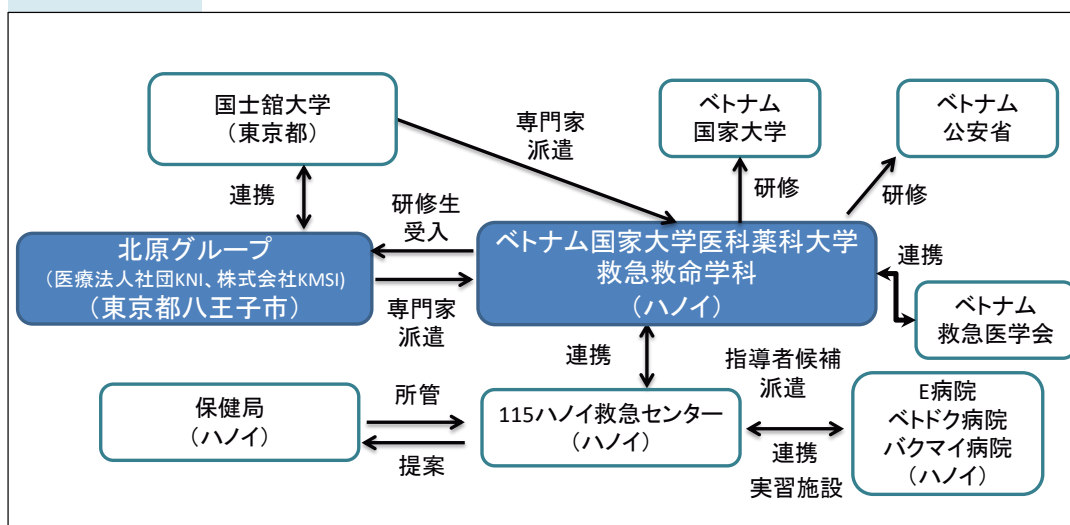 国士舘大学
(東京都)
専門家
派遣
ベトナム
国家大学
ベトナム
公安省
連携
研修生
受入
研修
研修
北原グループ
(医療法人社団KNI、株式会社KMSI)
(東京都八王子市)
専門家
派遣
ベトナム国家大学医科薬科大学
救急救命学科
(ハノイ)
連携
ベトナム
救急医学会
連携
指導者候補
派遣
保健局
(ハノイ)
所管
提案
115ハノイ救急センター
(ハノイ)
連携
実習施設
E病院
ベトドク病院
バクマイ病院
(ハノイ)